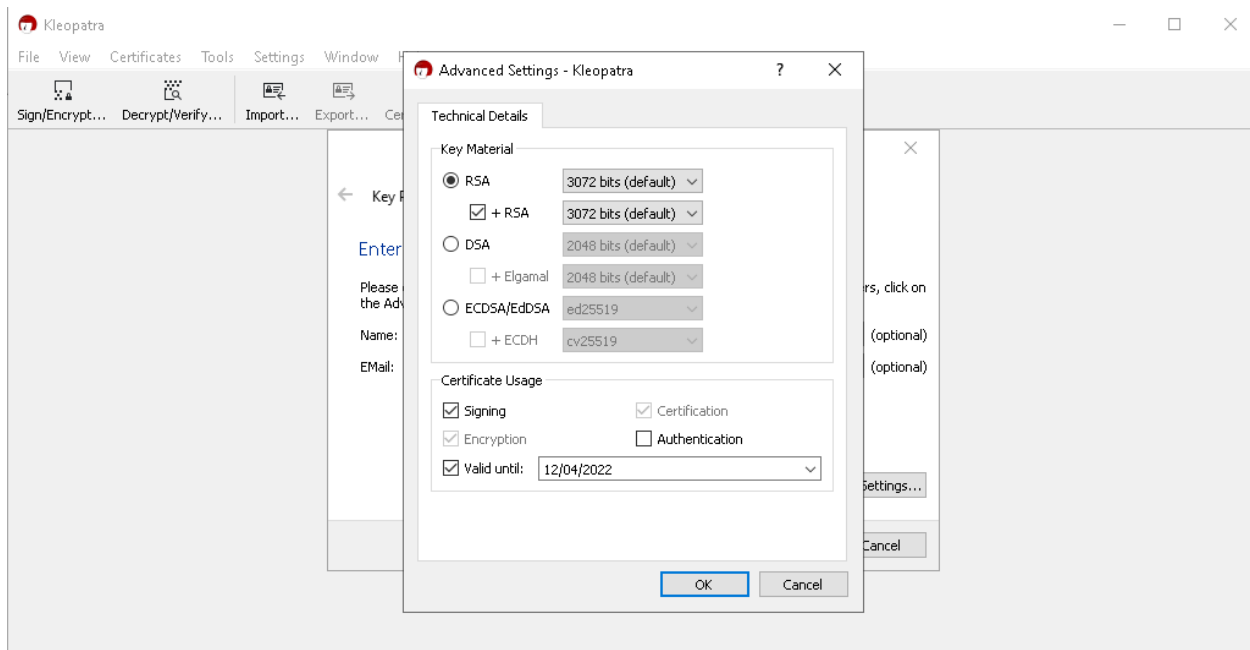 Kleopatra
File View Certificates Tools Settings Window
Sign/Encrypt... Decrypt/Verify... Import... Export...
Advanced Settings - Kleopatra ?
Technical Details
Key Material
RSA 3072 bits (default)
+ RSA 3072 bits (default)
DSA 2048 bits (default)
+ Elgamal 2048 bits (default)
ECDSA/EdDSA ed25519
+ ECDH cv25519
Certificate Usage
Signing Certification
Encryption Authentication
Valid until: 12/04/2022
OK Cancel
Key
Enter
Please
rs, click on
the Adv
Name: (optional)
EMail: (optional)
Settings...
Cancel